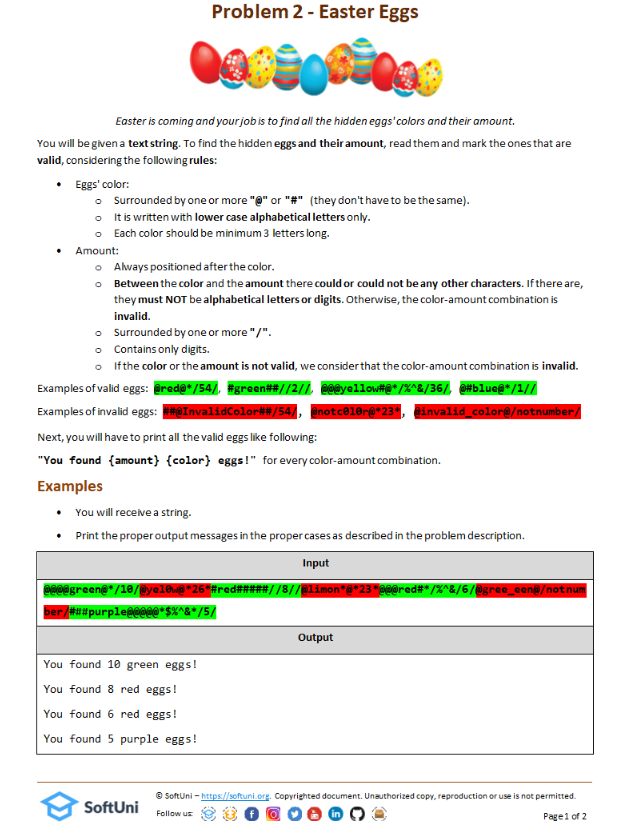 Problem 2 - Easter Eggs
Easter is coming and your job is to find all the hidden eggs' colors and their amount.
You will be given a text string. To find the hidden eggs and their amount, read them and mark the ones that are
valid, considering the following rules:
• Eggs' color:
o Surrounded by one or more "@" or "#" (they don't have to be the same).
o It is written with lower case alphabetical letters only.
o Each color should be minimum 3 letters long.
• Amount:
o Always positioned after the color.
o Between the color and the amount there could or could not be any other characters. If there are,
they must NOT be alphabetical letters or digits. Otherwise, the color-amount combination is
invalid.
o Surrounded by one or more "/".
o Contains only digits.
o If the color or the amount is not valid, we consider that the color-amount combination is invalid.
Examples of valid eggs: @red@*/54/, #green##//2//, @@@yellow#@*/%^&/36/, @#blue@*/1//
Examples of invalid eggs: ##@InvalidColor##/54/, @notc0l0r@*23*, @invalid_color@/notnumber/
Next, you will have to print all the valid eggs like following:
"You found {amount} {color} eggs!" for every color-amount combination.
Examples
• You will receive a string.
• Print the proper output messages in the proper cases as described in the problem description.
Input
@@@@green@*/10/@yel0w@*26*#red#####//8//@limon*@*23*@@@red#*/%^&/6/@gree_een@/notnum
ber/###purple@@@@@*$%^&*/5/
Output
You found 10 green eggs!
You found 8 red eggs!
You found 6 red eggs!
You found 5 purple eggs!
SoftUni
© SoftUni – https://softuni.org. Copyrighted document. Unauthorized copy, reproduction or use is not permitted.
Follow us:
Page 1 of 2